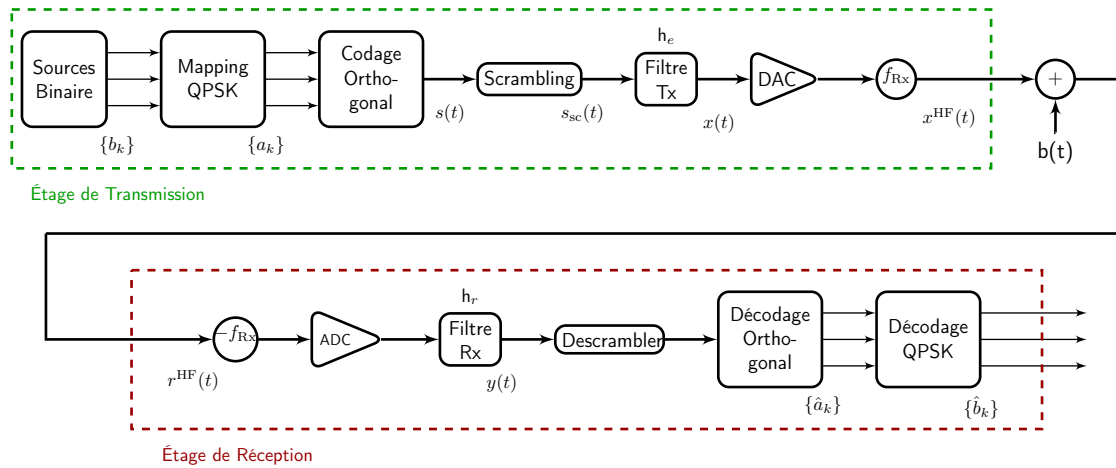 Sources
Binaire
{b_k}
Mapping
QPSK
{a_k}
Codage
Ortho-
gonal
s(t)
Scrambling
s_sc(t)
h_e
Filtre
Tx
x(t)
DAC
f_Rx
x^HF(t)
+
b(t)
Étage de Transmission
−f_Rx
r^HF(t)
ADC
h_r
Filtre
Rx
y(t)
Descrambler
Décodage
Ortho-
gonal
{â_k}
Décodage
QPSK
{b̂_k}
Étage de Réception